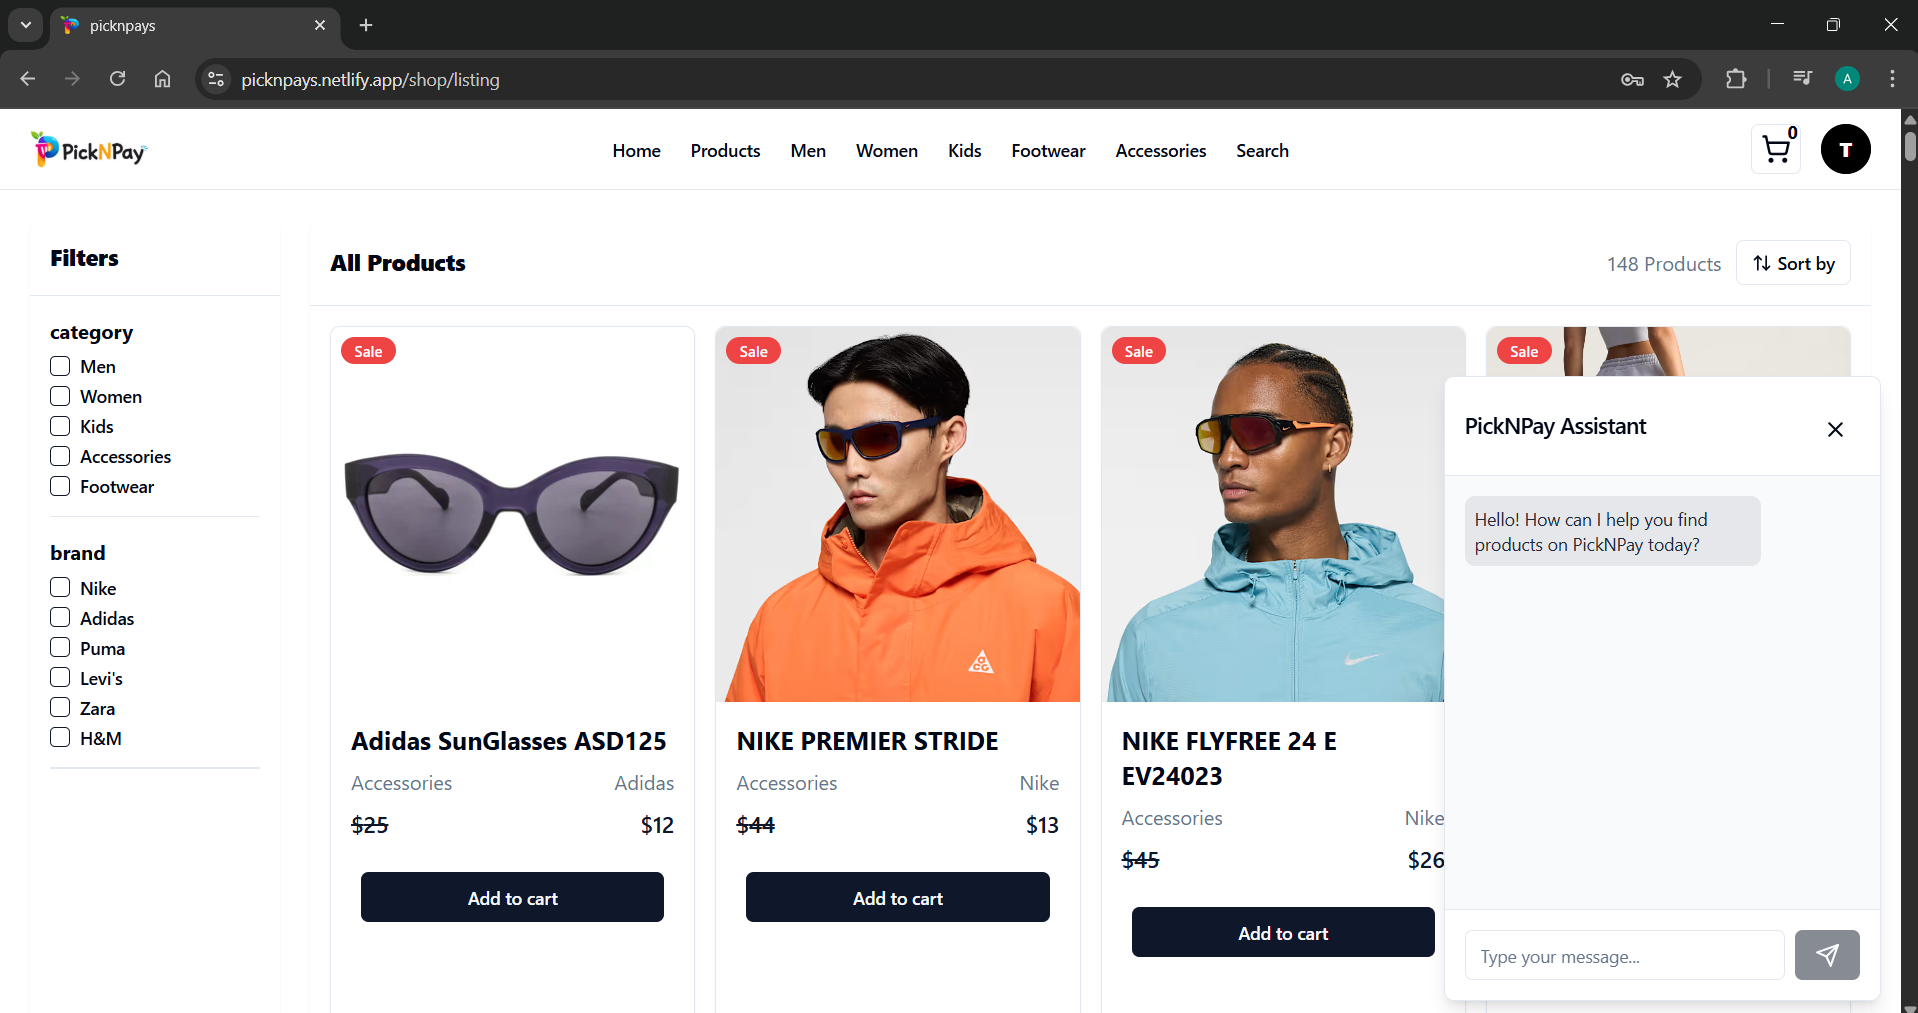 picknpays
picknpays.netlify.app/shop/listing
A
PickNPay
Home
Products
Men
Women
Kids
Footwear
Accessories
Search
0
T
Filters
category
Men
Women
Kids
Accessories
Footwear
brand
Nike
Adidas
Puma
Levi's
Zara
H&M
All Products
148 Products
Sort by
Sale
Adidas SunGlasses ASD125
Accessories
Adidas
$25
$12
Add to cart
Sale
ACG
NIKE PREMIER STRIDE
Accessories
Nike
$44
$13
Add to cart
Sale
NIKE FLYFREE 24 E
EV24023
Accessories
Nike
$45
$26
Add to cart
Sale
PickNPay Assistant
Hello! How can I help you find
products on PickNPay today?
Type your message...